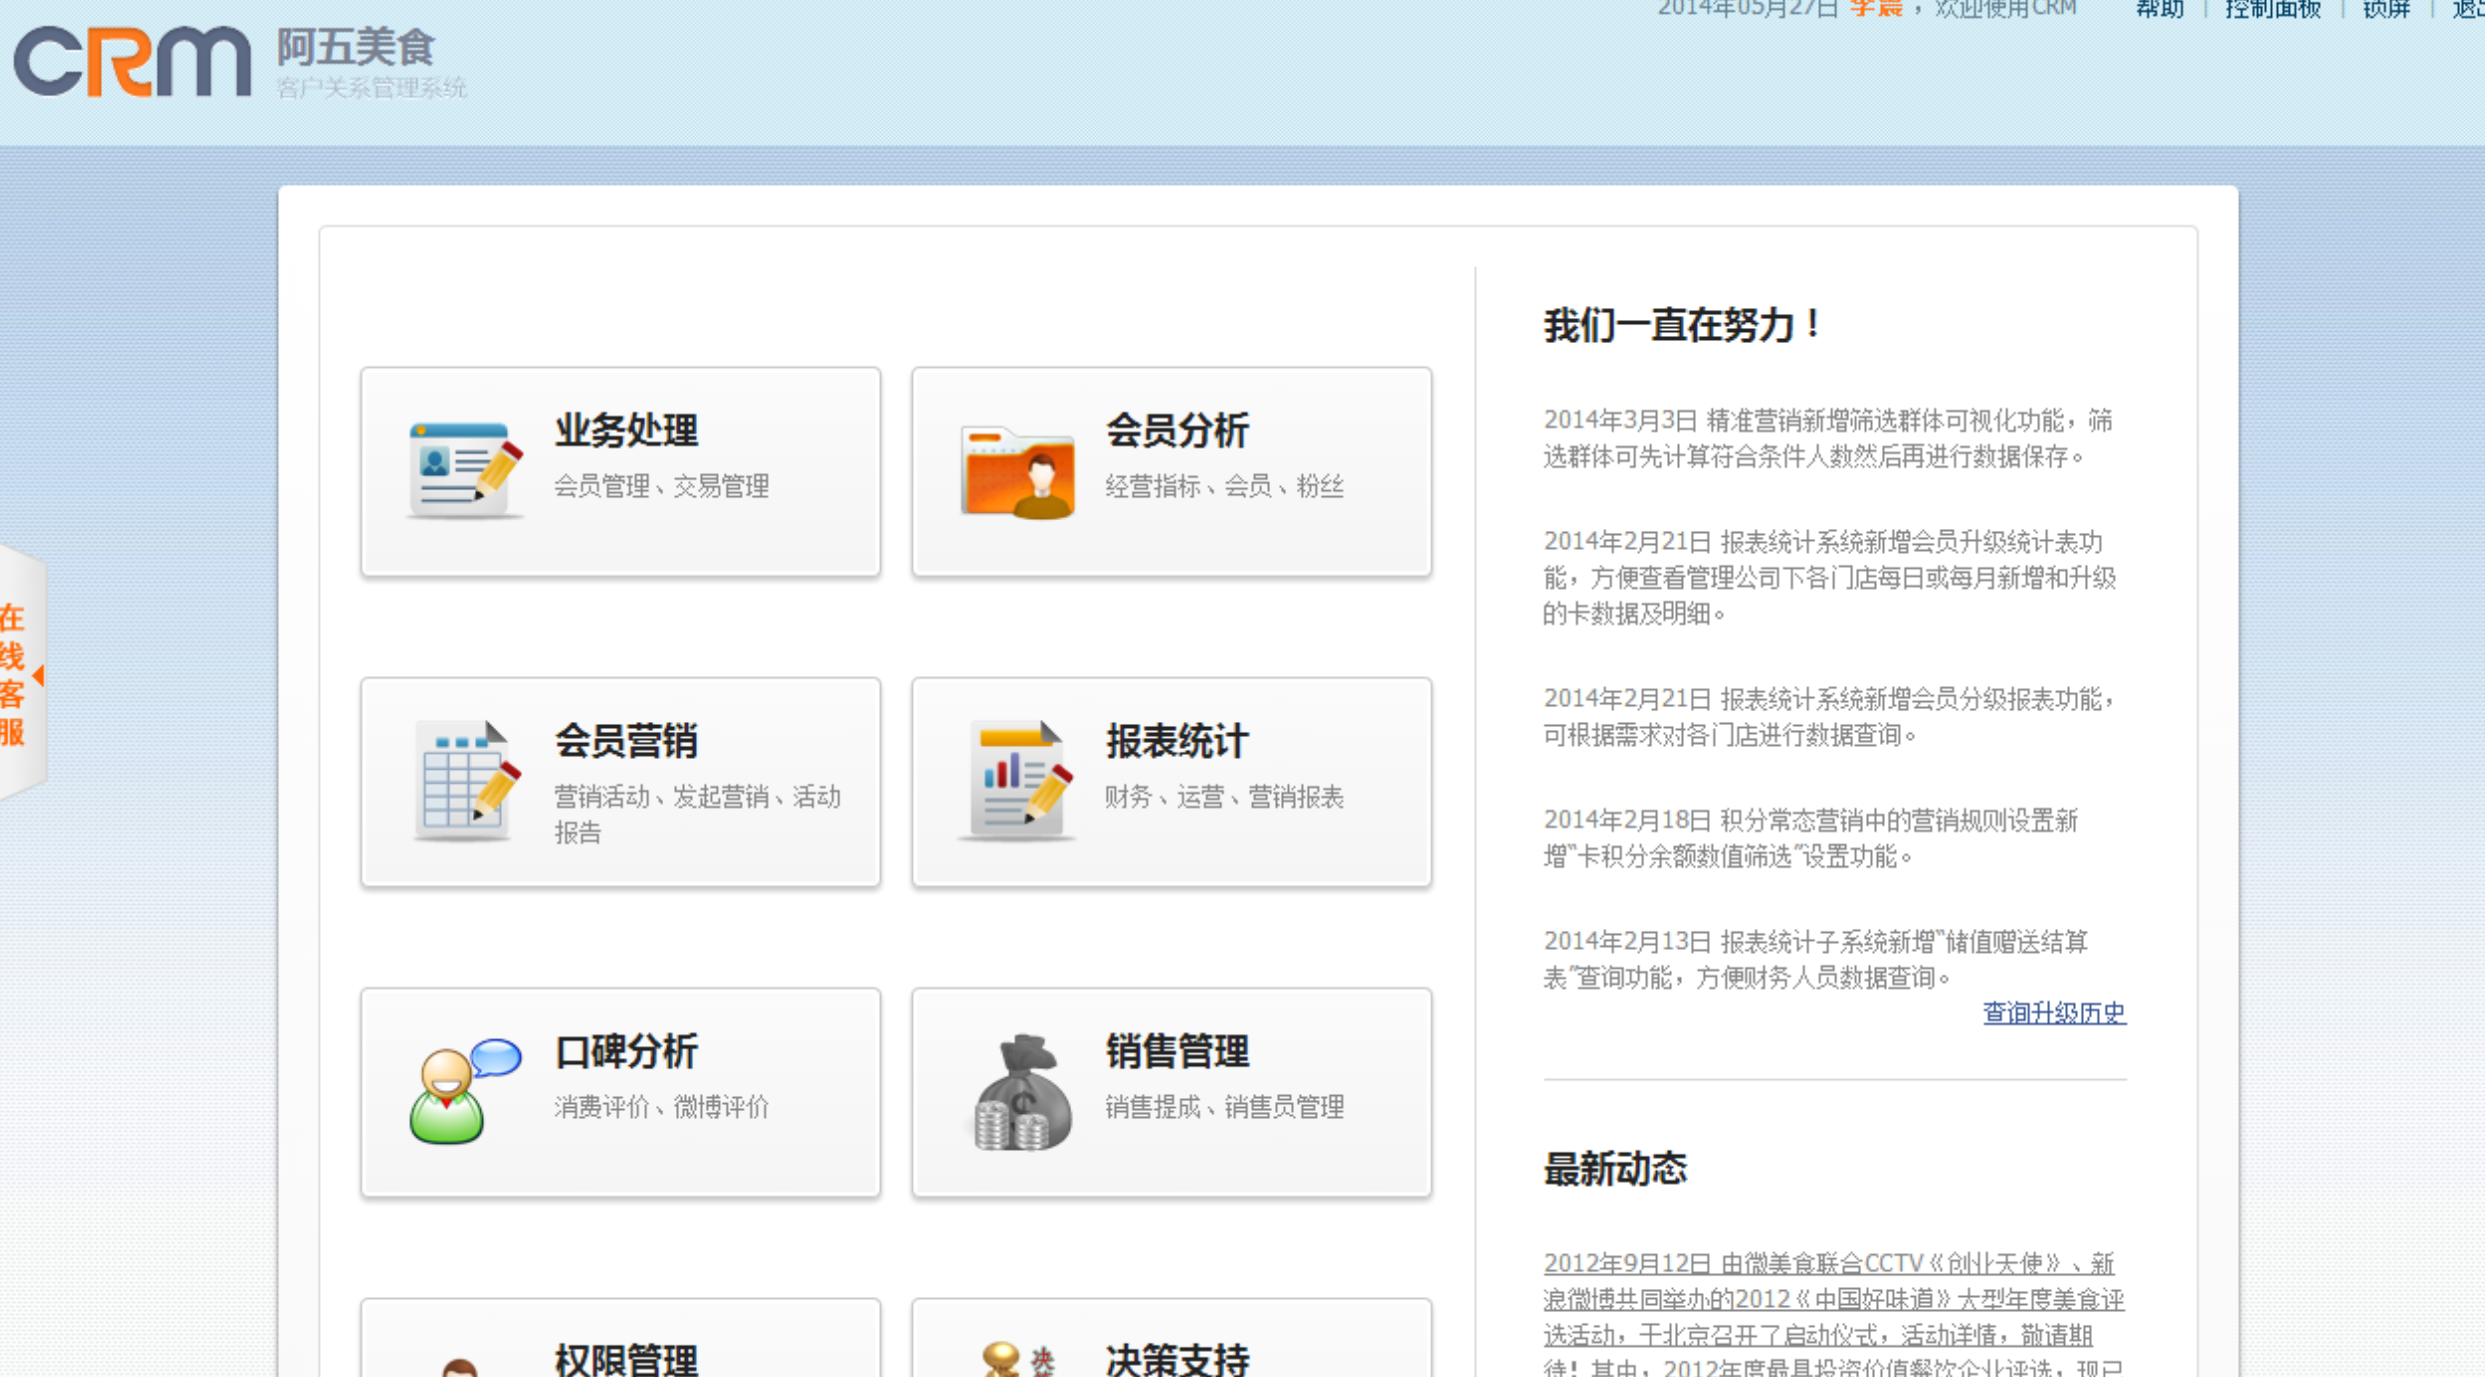 2014年05月27日 李晨，欢迎使用CRM 帮助 | 控制面板 | 锁屏 |
CRM 阿五美食
客户关系管理系统
在线客服
业务处理
会员管理、交易管理
会员分析
经营指标、会员、粉丝
会员营销
营销活动、发起营销、活动
报告
报表统计
财务、运营、营销报表
口碑分析
消费评价、微博评价
销售管理
销售提成、销售员管理
权限管理
决策支持
我们一直在努力！
2014年3月3日 精准营销新增筛选群体可视化功能，筛
选群体可先计算符合条件人数然后再进行数据保存。
2014年2月21日 报表统计系统新增会员升级统计表功
能，方便查看管理公司下各门店每日或每月新增和升级
的卡数据及明细。
2014年2月21日 报表统计系统新增会员分级报表功能，
可根据需求对各门店进行数据查询。
2014年2月18日 积分常态营销中的营销规则设置新
增“卡积分余额数值筛选”设置功能。
2014年2月13日 报表统计子系统新增“储值赠送结算
表”查询功能，方便财务人员数据查询。
查询升级历史
最新动态
2012年9月12日 由微美食联合CCTV《创业天使》、新
浪微博共同举办的2012《中国好味道》大型年度美食评
选活动，于北京召开了启动仪式，活动详情，敬请期
待！其中，2012年度最具投资价值餐饮企业评选，现已